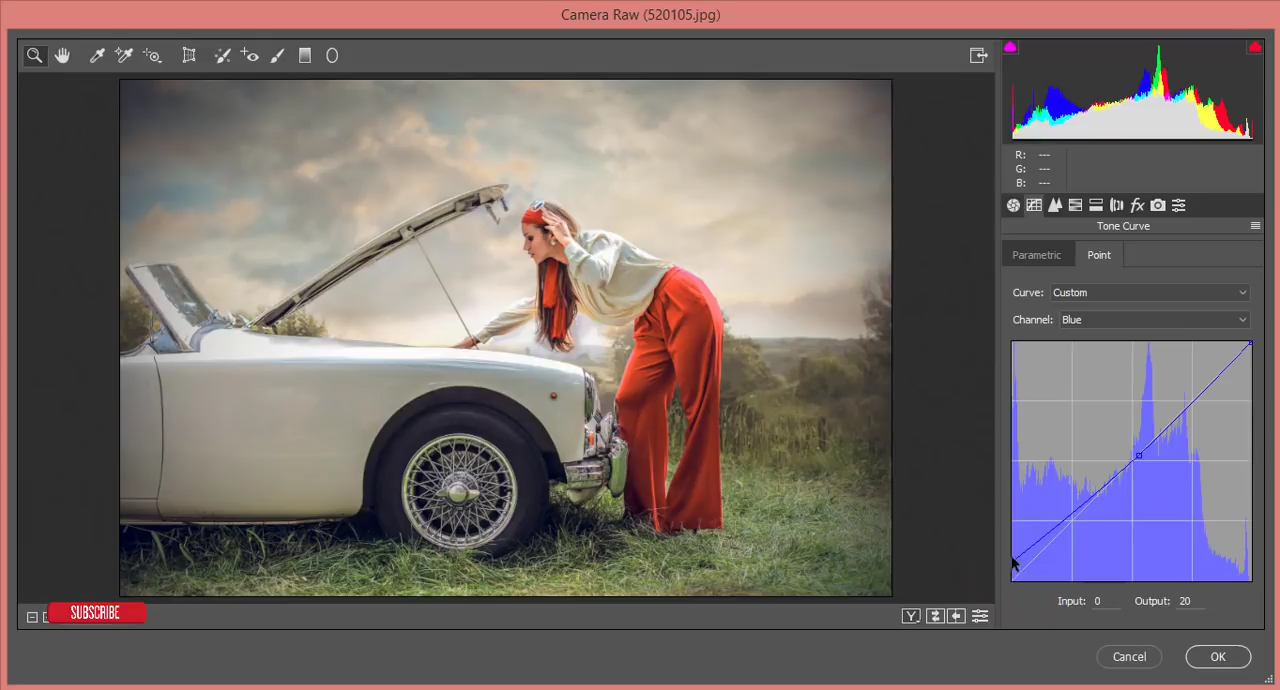 Camera Raw (520105.jpg)
R: ---
G: ---
B: ---
fx
Tone Curve
Parametric Point
Curve: Custom
Channel: Blue
Input: 0 Output: 20
Y
SUBSCRIBE
Cancel OK